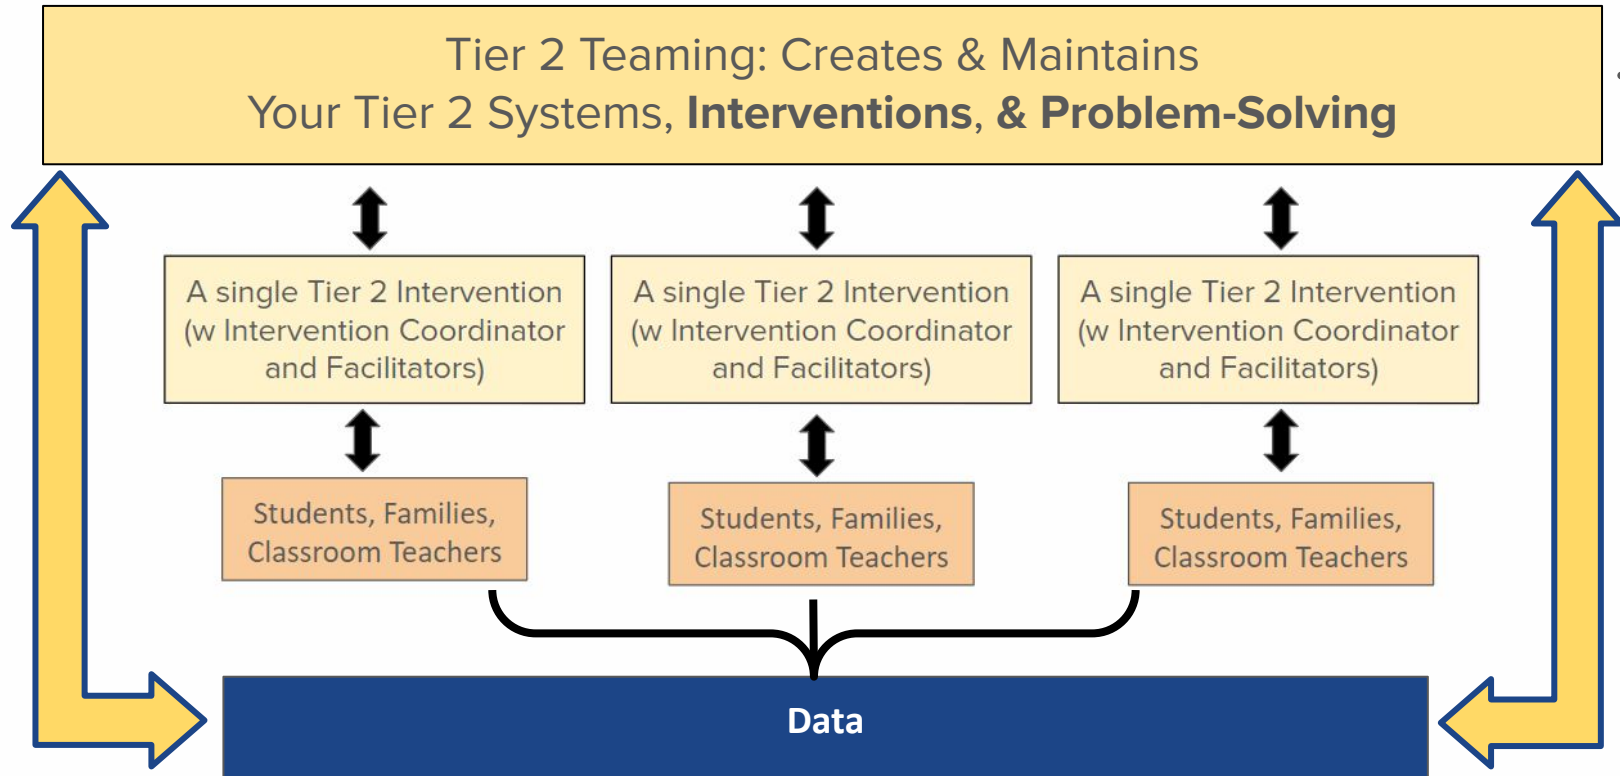 Tier 2 Teaming: Creates & Maintains
Your Tier 2 Systems, Interventions, & Problem-Solving
A single Tier 2 Intervention
(w Intervention Coordinator
and Facilitators)
A single Tier 2 Intervention
(w Intervention Coordinator
and Facilitators)
A single Tier 2 Intervention
(w Intervention Coordinator
and Facilitators)
Students, Families,
Classroom Teachers
Students, Families,
Classroom Teachers
Students, Families,
Classroom Teachers
Data